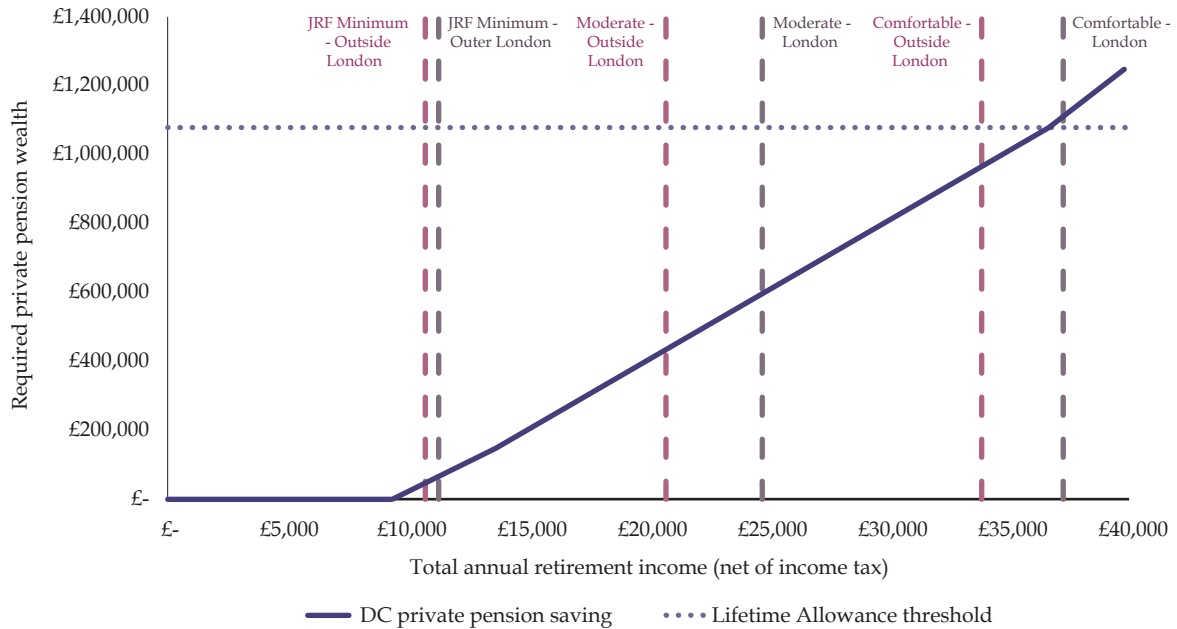 £1,400,000
£1,200,000
£1,000,000
£800,000
£600,000
£400,000
£200,000
£-
Required private pension wealth
JRF Minimum
- Outside
London
JRF Minimum -
Outer London
Moderate -
Outside
London
Moderate -
London
Comfortable -
Outside
London
Comfortable -
London
£- £5,000 £10,000 £15,000 £20,000 £25,000 £30,000 £35,000 £40,000
Total annual retirement income (net of income tax)
DC private pension saving Lifetime Allowance threshold